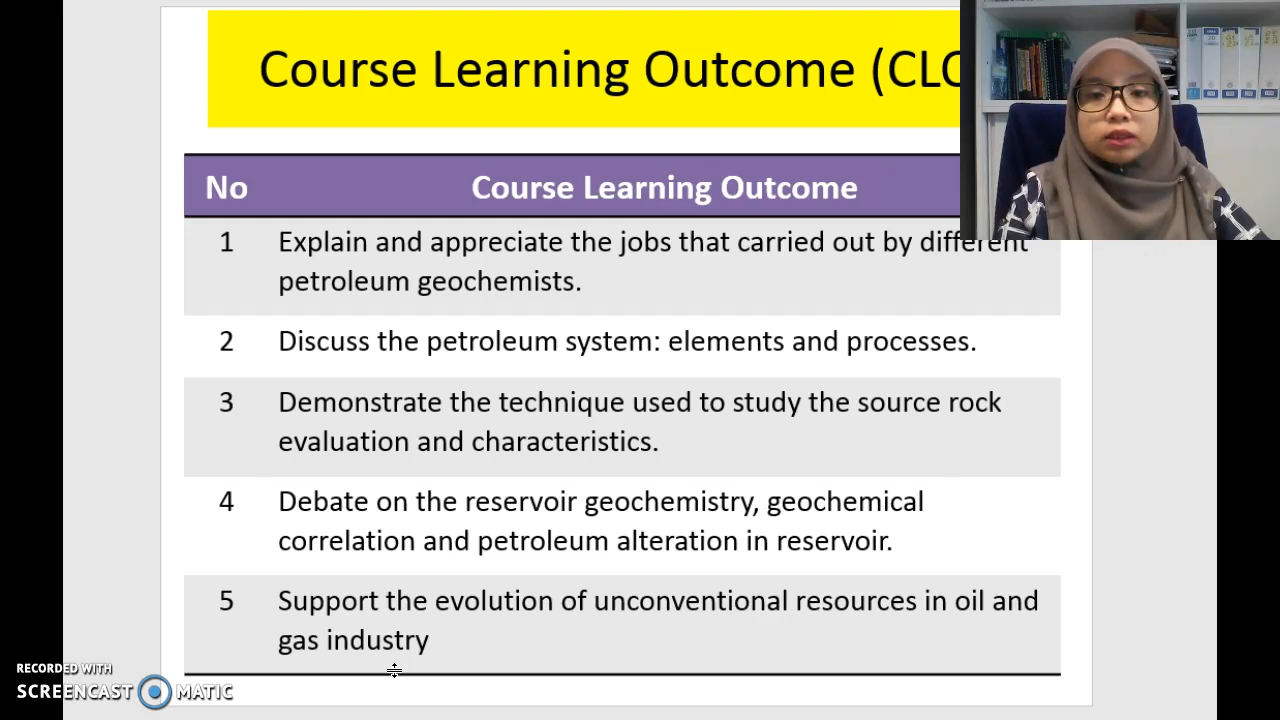 Course Learning Outcome (CLO
No Course Learning Outcome
1 Explain and appreciate the jobs that carried out by different
petroleum geochemists.
2 Discuss the petroleum system: elements and processes.
3 Demonstrate the technique used to study the source rock
evaluation and characteristics.
4 Debate on the reservoir geochemistry, geochemical
correlation and petroleum alteration in reservoir.
5 Support the evolution of unconventional resources in oil and
gas industry
RECORDED WITH
SCREENCAST MATIC